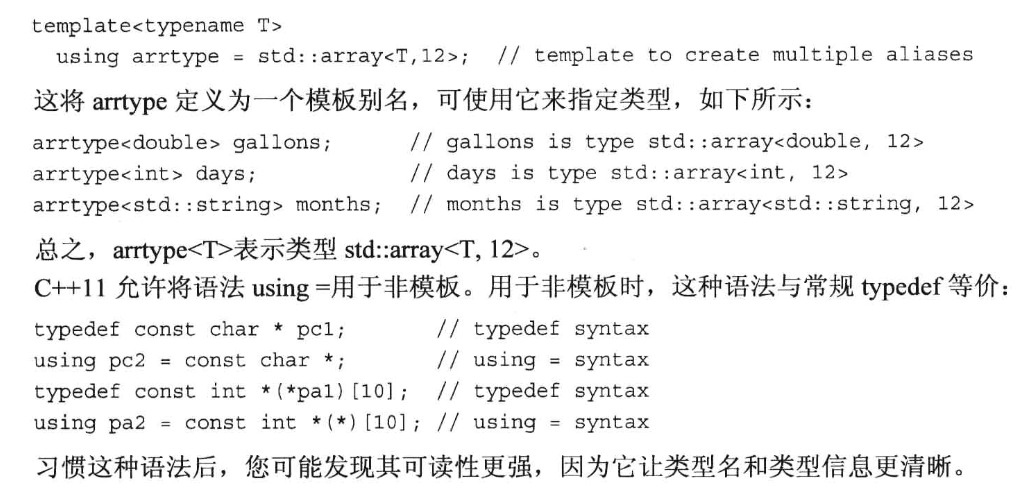 template<typename T>
  using arrtype = std::array<T,12>;  // template to create multiple aliases
这将 arrtype 定义为一个模板别名，可使用它来指定类型，如下所示：
arrtype<double> gallons;       // gallons is type std::array<double, 12>
arrtype<int> days;             // days is type std::array<int, 12>
arrtype<std::string> months;   // months is type std::array<std::string, 12>
总之，arrtype<T>表示类型 std::array<T, 12>。
C++11 允许将语法 using =用于非模板。用于非模板时，这种语法与常规 typedef 等价：
typedef const char * pc1;       // typedef syntax
using pc2 = const char *;       // using = syntax
typedef const int *(*pa1)[10];  // typedef syntax
using pa2 = const int *(*)[10]; // using = syntax
习惯这种语法后，您可能发现其可读性更强，因为它让类型名和类型信息更清晰。